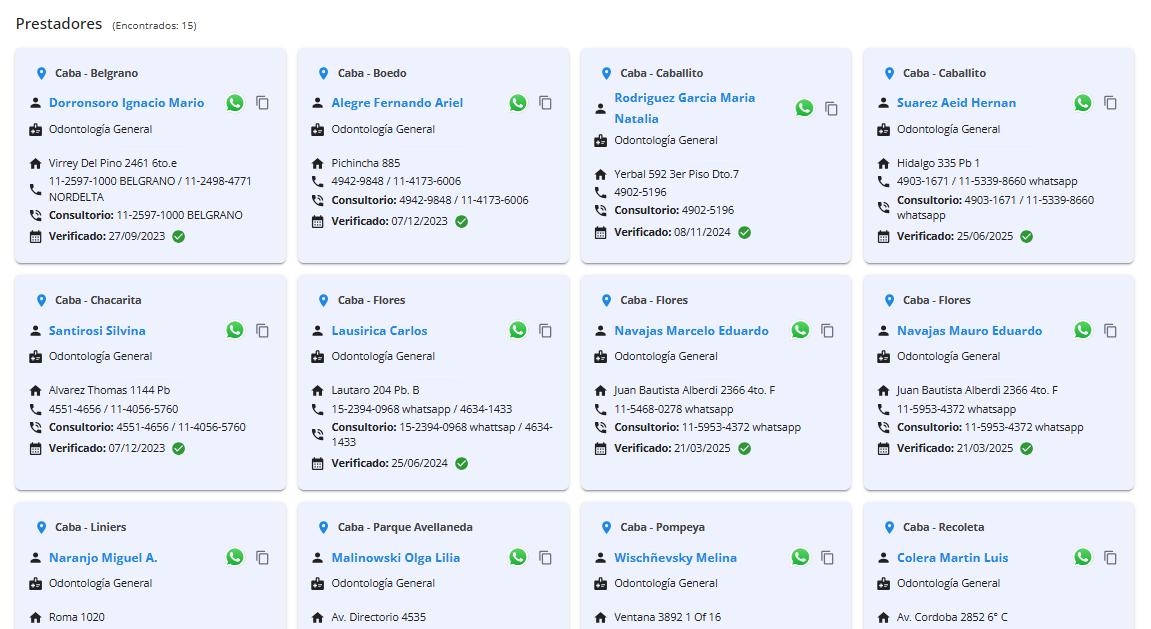 Prestadores (Encontrados: 15)
Caba - Belgrano
Dorronsoro Ignacio Mario
Odontología General
Virrey Del Pino 2461 6to.e
11-2597-1000 BELGRANO / 11-2498-4771
NORDELTA
Consultorio: 11-2597-1000 BELGRANO
Verificado: 27/09/2023
Caba - Boedo
Alegre Fernando Ariel
Odontología General
Pichincha 885
4942-9848 / 11-4173-6006
Consultorio: 4942-9848 / 11-4173-6006
Verificado: 07/12/2023
Caba - Caballito
Rodriguez Garcia Maria
Natalia
Odontología General
Yerbal 592 3er Piso Dto.7
4902-5196
Consultorio: 4902-5196
Verificado: 08/11/2024
Caba - Caballito
Suarez Aeid Hernan
Odontología General
Hidalgo 335 Pb 1
4903-1671 / 11-5339-8660 whatsapp
Consultorio: 4903-1671 / 11-5339-8660
whatsapp
Verificado: 25/06/2025
Caba - Chacarita
Santirosi Silvina
Odontología General
Alvarez Thomas 1144 Pb
4551-4656 / 11-4056-5760
Consultorio: 4551-4656 / 11-4056-5760
Verificado: 07/12/2023
Caba - Flores
Lausirica Carlos
Odontología General
Lautaro 204 Pb. B
15-2394-0968 whatsapp / 4634-1433
Consultorio: 15-2394-0968 whattsap / 4634-
1433
Verificado: 25/06/2024
Caba - Flores
Navajas Marcelo Eduardo
Odontología General
Juan Bautista Alberdi 2366 4to. F
11-5468-0278 whatsapp
Consultorio: 11-5953-4372 whatsapp
Verificado: 21/03/2025
Caba - Flores
Navajas Mauro Eduardo
Odontología General
Juan Bautista Alberdi 2366 4to. F
11-5953-4372 whatsapp
Consultorio: 11-5953-4372 whatsapp
Verificado: 21/03/2025
Caba - Liniers
Naranjo Miguel A.
Odontología General
Roma 1020
Caba - Parque Avellaneda
Malinowski Olga Lilia
Odontología General
Av. Directorio 4535
Caba - Pompeya
Wischñevsky Melina
Odontología General
Ventana 3892 1 Of 16
Caba - Recoleta
Colera Martin Luis
Odontología General
Av. Cordoba 2852 6° C